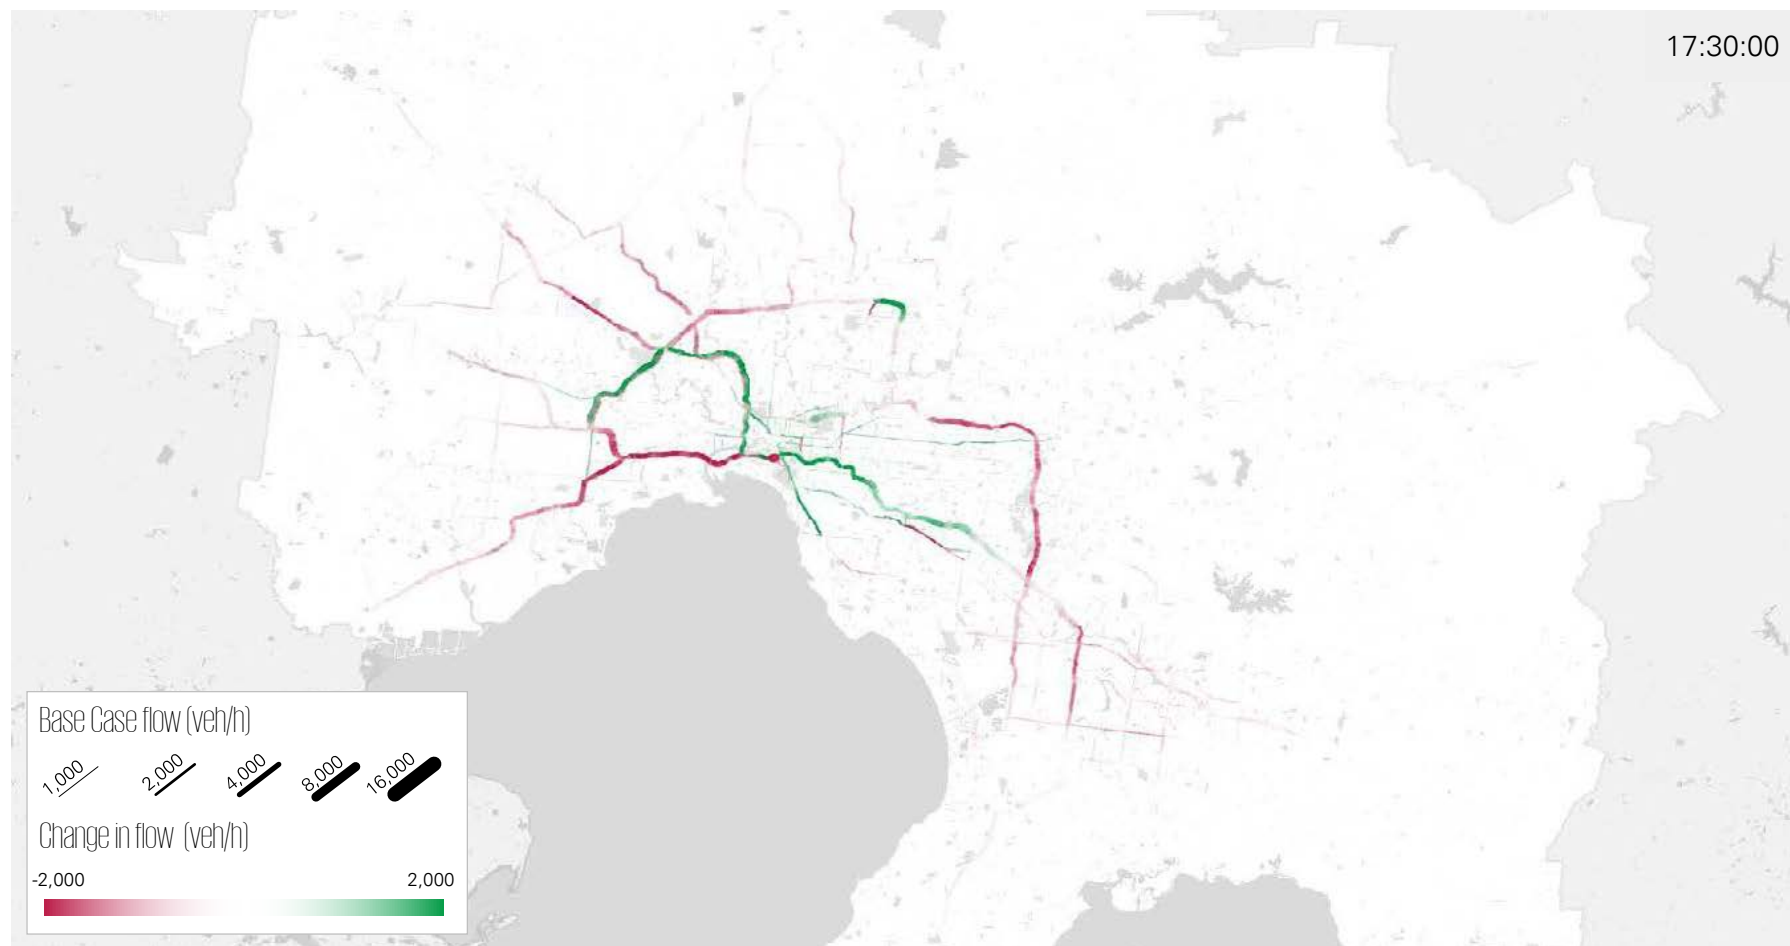 17:30:00
Base Case flow (veh/h)
1,000 2,000 4,000 8,000 16,000
Change in flow (veh/h)
-2,000 2,000